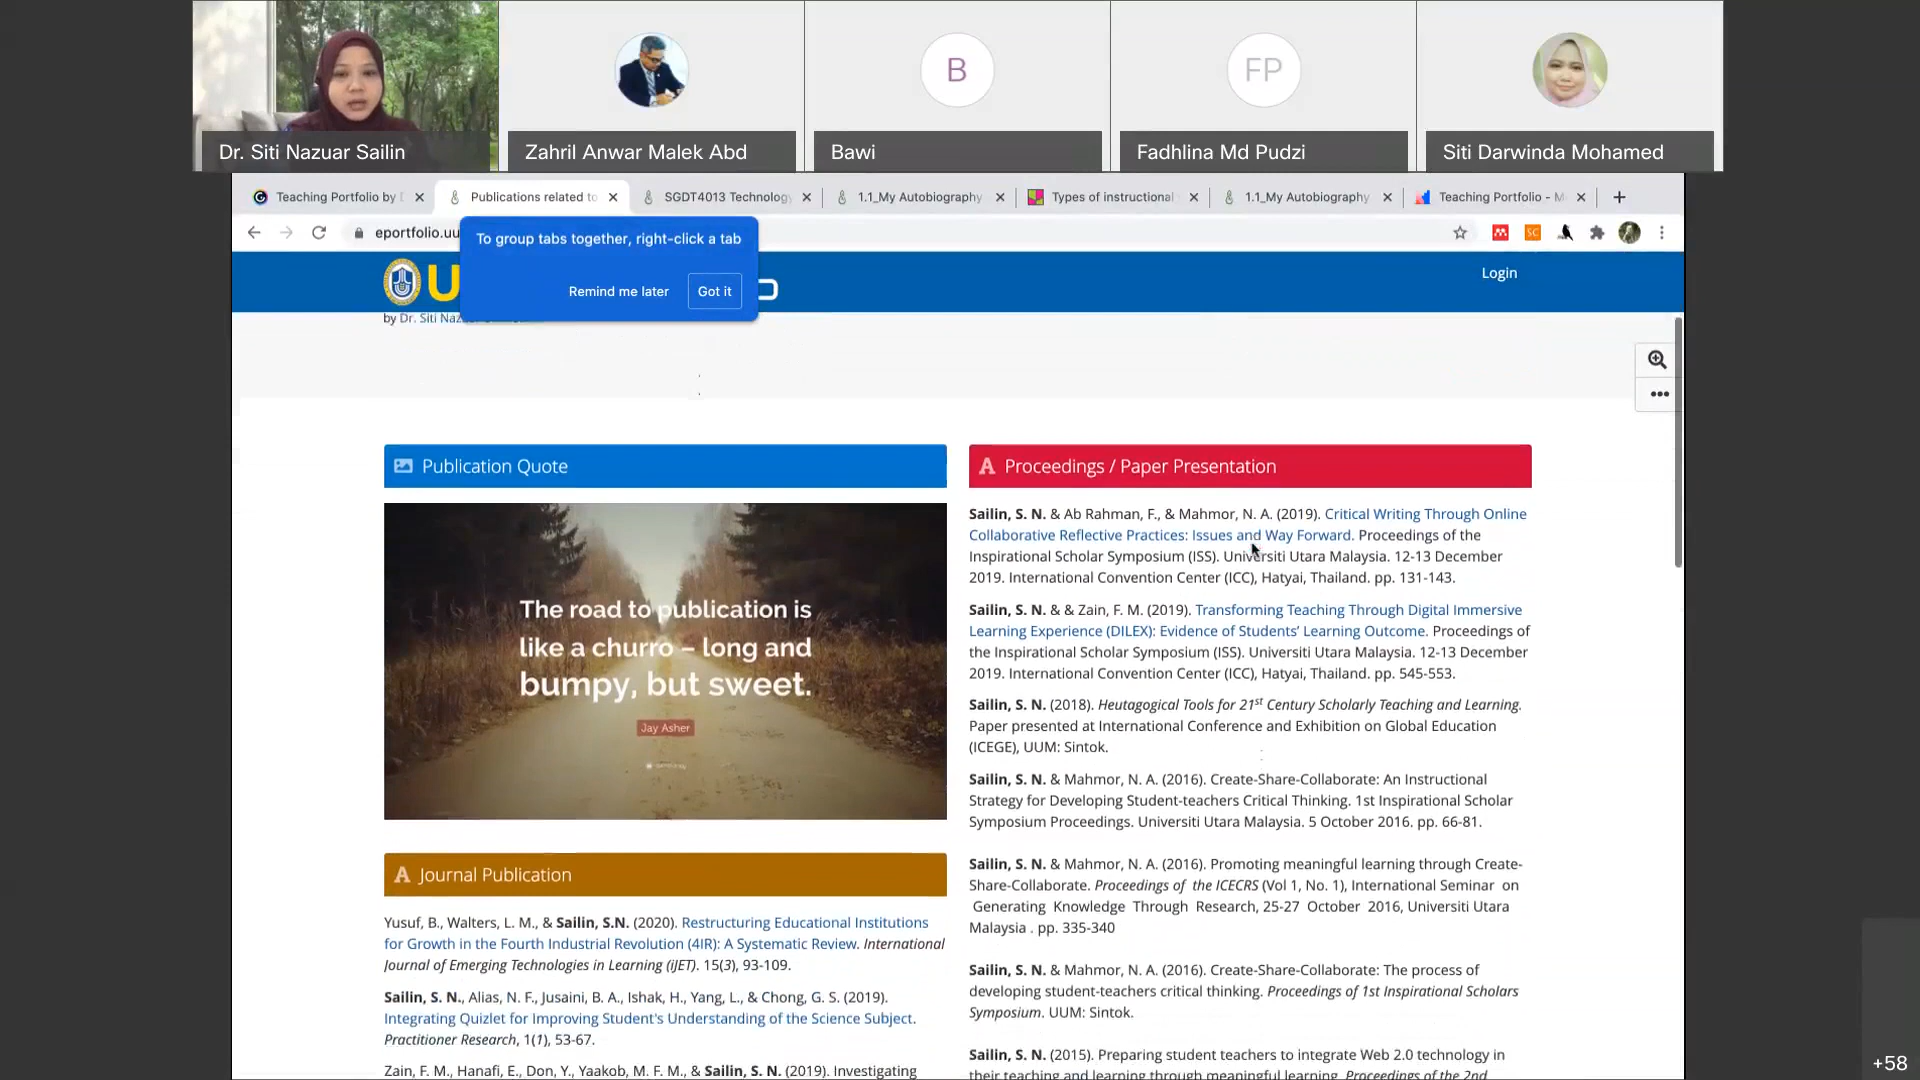 Dr. Siti Nazuar Sailin
Zahril Anwar Malek Abd
B
Bawi
FP
Fadhlina Md Pudzi
Siti Darwinda Mohamed
Teaching Portfolio by
Publications related to
SGDT4013 Technology
1.1_My Autobiography
Types of instructional
1.1_My Autobiography
Teaching Portfolio - M
eportfolio.uu
To group tabs together, right-click a tab
Remind me later
Got it
U
Login
by Dr. Siti
Publication Quote
The road to publication is
like a churro – long and
bumpy, but sweet.
Jay Asher
Journal Publication
Yusuf, B., Walters, L. M., & Sailin, S.N. (2020). Restructuring Educational Institutions
for Growth in the Fourth Industrial Revolution (4IR): A Systematic Review. International
Journal of Emerging Technologies in Learning (iJET). 15(3), 93-109.
Sailin, S. N., Alias, N. F., Jusaini, B. A., Ishak, H., Yang, L., & Chong, G. S. (2019).
Integrating Quizlet for Improving Student's Understanding of the Science Subject.
Practitioner Research, 1(1), 53-67.
Zain, F. M., Hanafi, E., Don, Y., Yaakob, M. F. M., & Sailin, S. N. (2019). Investigating
Proceedings / Paper Presentation
Sailin, S. N. & Ab Rahman, F., & Mahmor, N. A. (2019). Critical Writing Through Online
Collaborative Reflective Practices: Issues and Way Forward. Proceedings of the
Inspirational Scholar Symposium (ISS). Universiti Utara Malaysia. 12-13 December
2019. International Convention Center (ICC), Hatyai, Thailand. pp. 131-143.
Sailin, S. N. & & Zain, F. M. (2019). Transforming Teaching Through Digital Immersive
Learning Experience (DILEX): Evidence of Students’ Learning Outcome. Proceedings of
the Inspirational Scholar Symposium (ISS). Universiti Utara Malaysia. 12-13 December
2019. International Convention Center (ICC), Hatyai, Thailand. pp. 545-553.
Sailin, S. N. (2018). Heutagogical Tools for 21st Century Scholarly Teaching and Learning.
Paper presented at International Conference and Exhibition on Global Education
(ICEGE), UUM: Sintok.
Sailin, S. N. & Mahmor, N. A. (2016). Create-Share-Collaborate: An Instructional
Strategy for Developing Student-teachers Critical Thinking. 1st Inspirational Scholar
Symposium Proceedings. Universiti Utara Malaysia. 5 October 2016. pp. 66-81.
Sailin, S. N. & Mahmor, N. A. (2016). Promoting meaningful learning through Create-
Share-Collaborate. Proceedings of the ICECRS (Vol 1, No. 1), International Seminar on
Generating Knowledge Through Research, 25-27 October 2016, Universiti Utara
Malaysia . pp. 335-340
Sailin, S. N. & Mahmor, N. A. (2016). Create-Share-Collaborate: The process of
developing student-teachers critical thinking. Proceedings of 1st Inspirational Scholars
Symposium. UUM: Sintok.
Sailin, S. N. (2015). Preparing student teachers to integrate Web 2.0 technology in
their teaching and learning through meaningful learning. Proceedings of the 2nd
+58